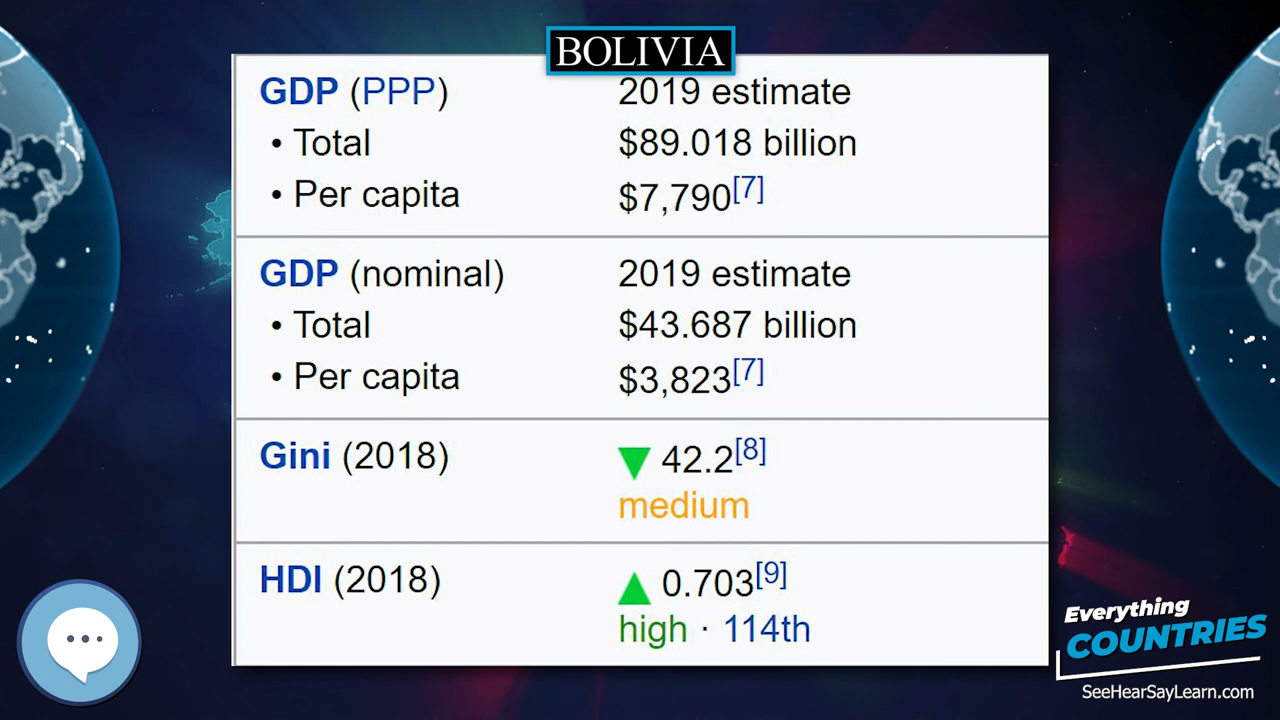 BOLIVIA
GDP (PPP) 2019 estimate
• Total $89.018 billion
• Per capita $7,790[7]
GDP (nominal) 2019 estimate
• Total $43.687 billion
• Per capita $3,823[7]
Gini (2018) ▼ 42.2[8]
medium
HDI (2018) ▲ 0.703[9]
high · 114th
Everything
COUNTRIES
SeeHearSayLearn.com